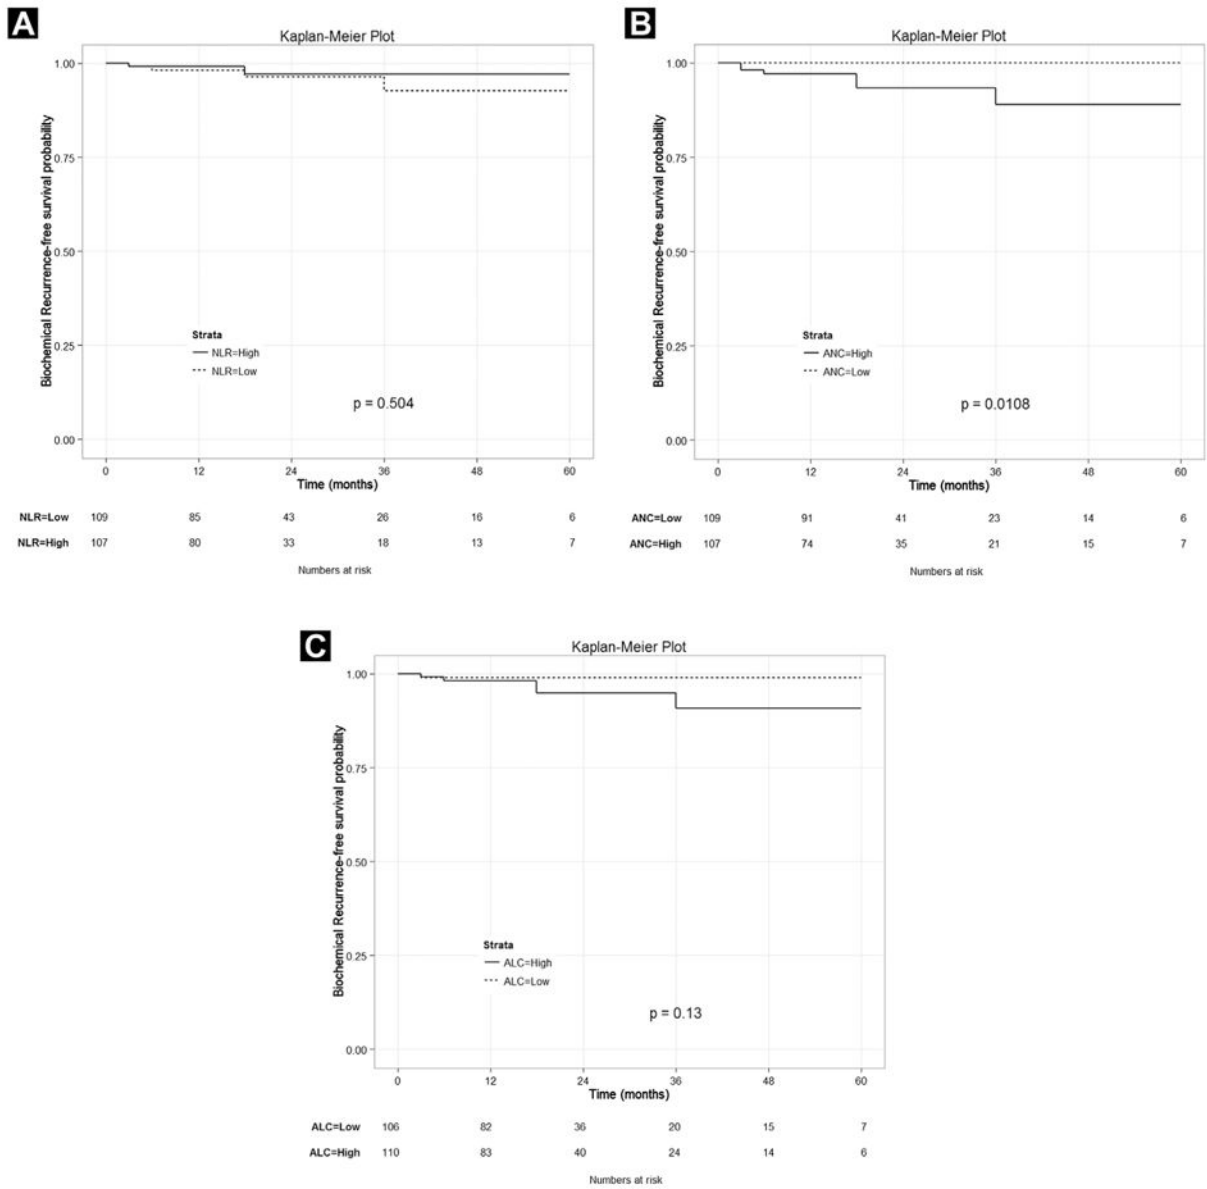 A
Kaplan-Meier Plot
Biochemical Recurrence-free survival probability
1.00
0.75
0.50
0.25
0.00
Strata
NLR=High
NLR=Low
p = 0.504
0 12 24 36 48 60
Time (months)
NLR=Low 109 85 43 26 16 6
NLR=High 107 80 33 18 13 7
Numbers at risk
B
Kaplan-Meier Plot
Biochemical Recurrence-free survival probability
1.00
0.75
0.50
0.25
0.00
Strata
ANC=High
ANC=Low
p = 0.0108
0 12 24 36 48 60
Time (months)
ANC=Low 109 91 41 23 14 6
ANC=High 107 74 35 21 15 7
Numbers at risk
C
Kaplan-Meier Plot
Biochemical Recurrence-free survival probability
1.00
0.75
0.50
0.25
0.00
Strata
ALC=High
ALC=Low
p = 0.13
0 12 24 36 48 60
Time (months)
ALC=Low 106 82 36 20 15 7
ALC=High 110 83 40 24 14 6
Numbers at risk